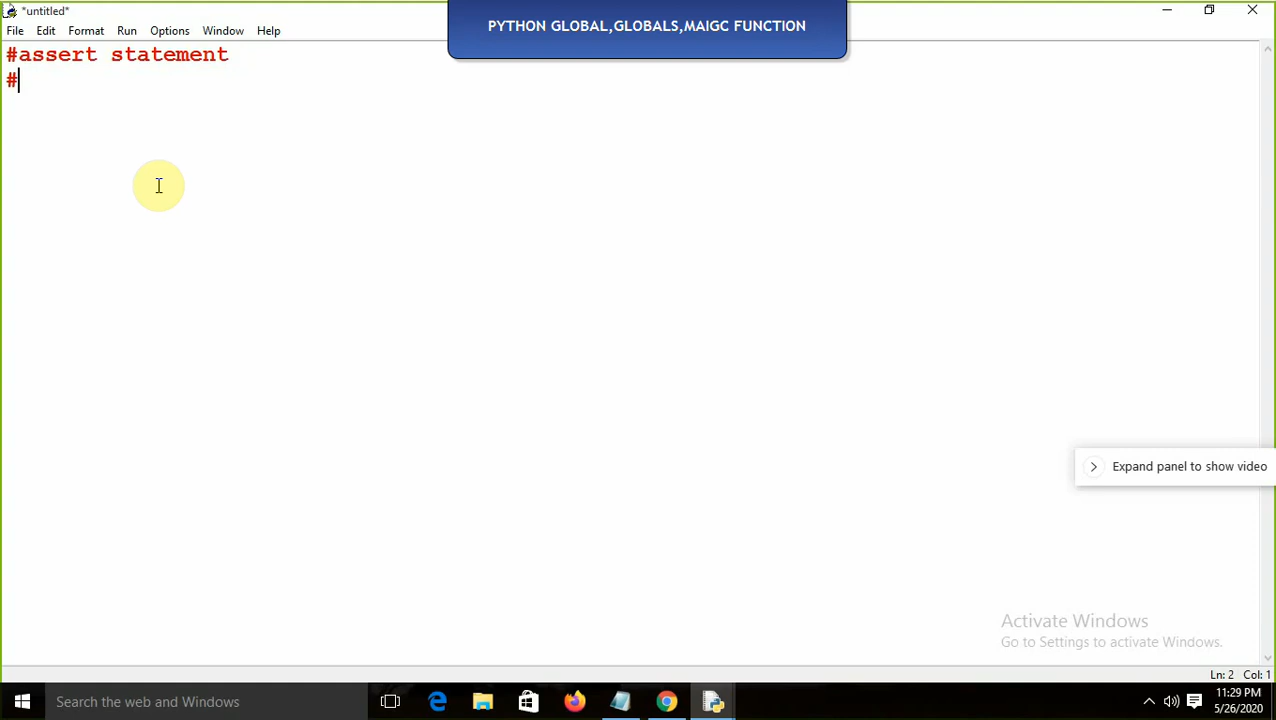 *untitled*
PYTHON GLOBAL,GLOBALS,MAIGC FUNCTION
File Edit Format Run Options Window Help
#assert statement
#
Expand panel to show video
Activate Windows
Go to Settings to activate Windows.
Ln: 2 Col: 1
Search the web and Windows
11:29 PM
5/26/2020